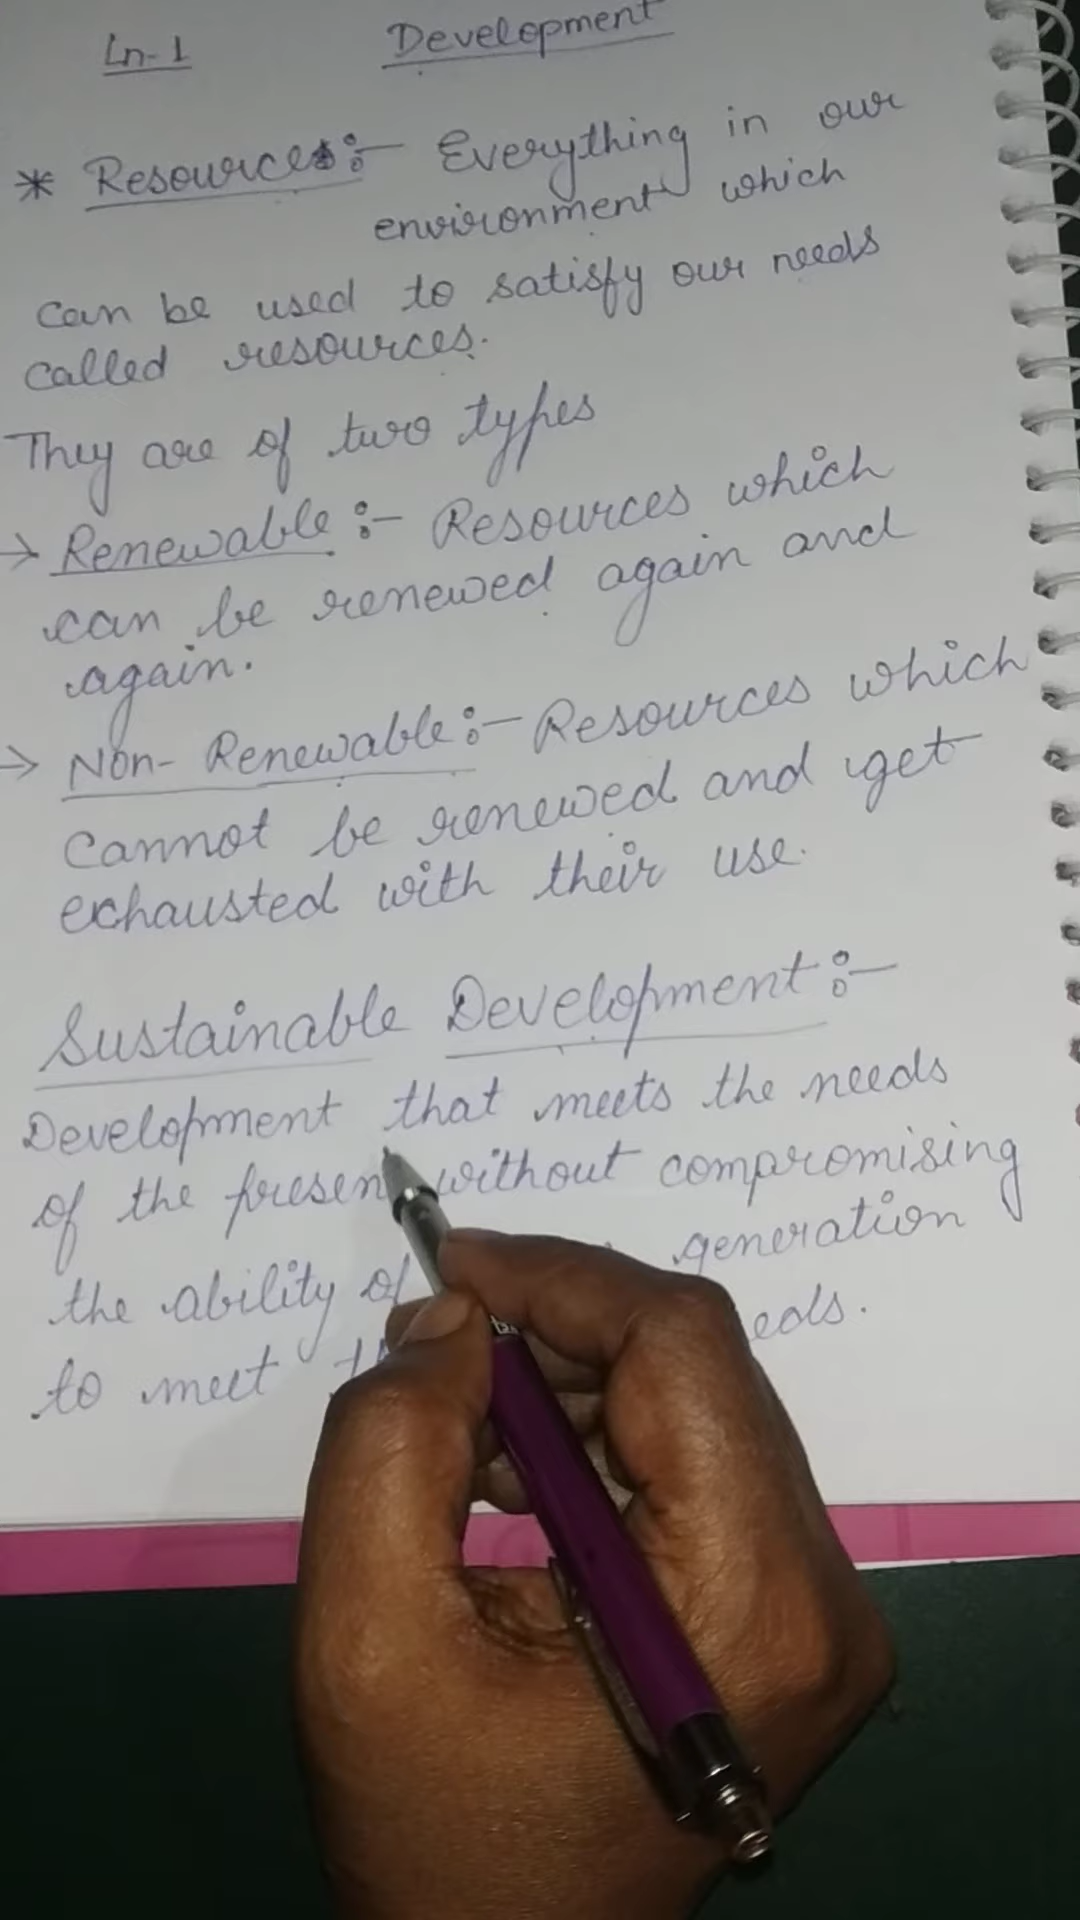 Ln-1 Development
* Resources:- Everything in our
environment which
can be used to satisfy our needs
called resources.
They are of two types
→ Renewable :- Resources which
can be renewed again and
again.
→ Non-Renewable:- Resources which
cannot be renewed and get
exhausted with their use.
Sustainable Development:-
Development that meets the needs
of the presen without compromising
the ability of generation
to meet